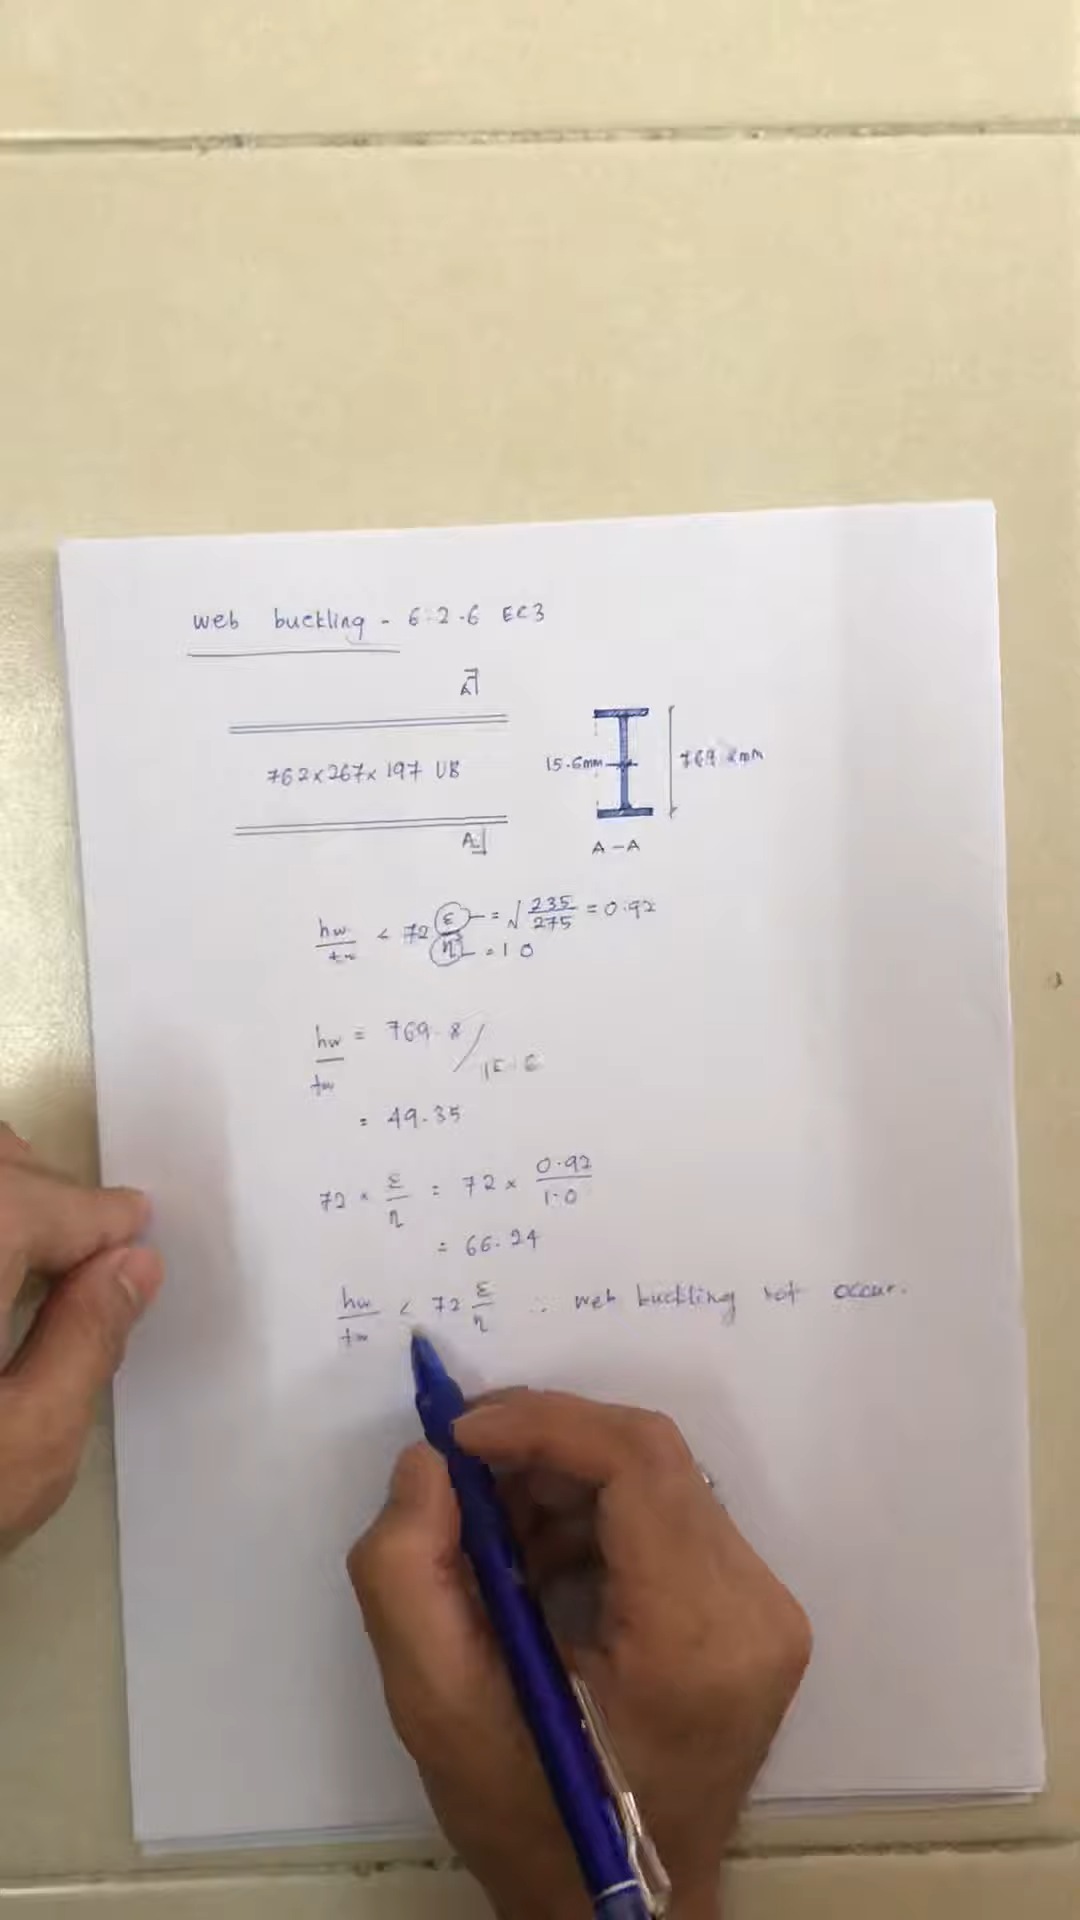 web buckling - 6.2.6 EC3
A
762x267x197 UB
15.6mm
769.8mm
A
A-A
hw/tw < 72 ε/η
ε = √235/275 = 0.92
η = 1.0
hw/tw = 769.8/15.6
= 49.35
72 x ε/η = 72 x 0.92/1.0
= 66.24
hw/tw < 72 ε/η ∴ web buckling not occur.